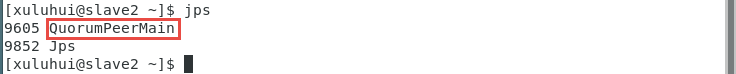 [xuluhui@slave2 ~]$ jps
9605 QuorumPeerMain
9852 Jps
[xuluhui@slave2 ~]$